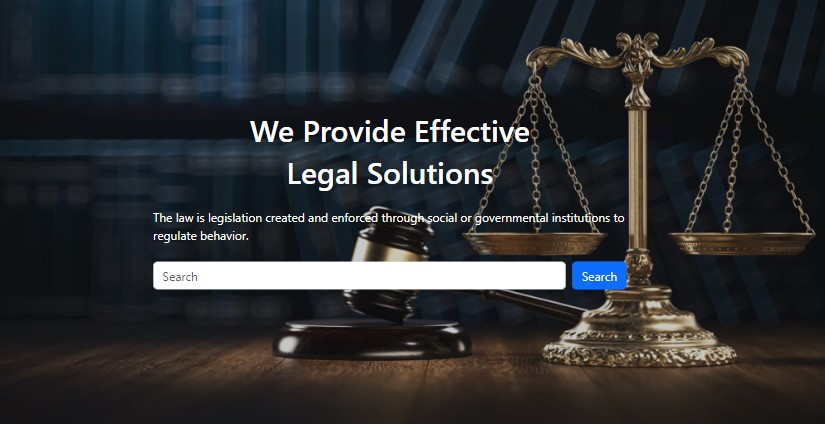 We Provide Effective
Legal Solutions
The law is legislation created and enforced through social or governmental institutions to
regulate behavior.
Search
Search